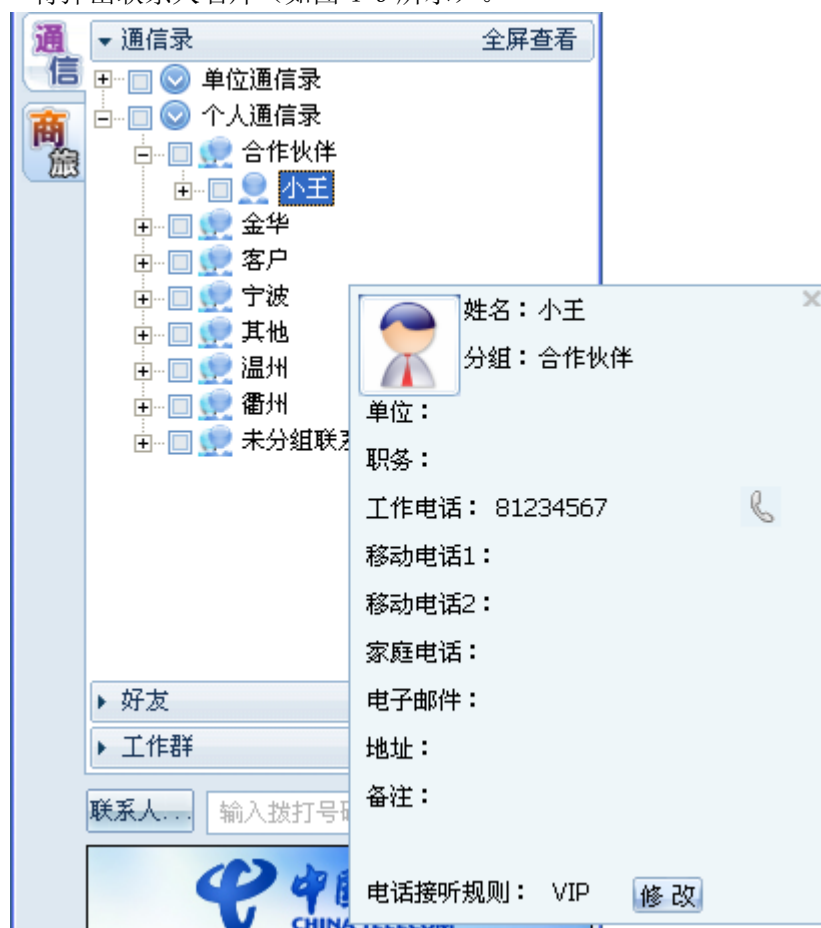 通信
商旅
通信录 全屏查看
单位通信录
个人通信录
合作伙伴
小王
金华
客户
宁波
其他
温州
衢州
未分组联系
好友
工作群
联系人... 输入拨打号码
中国
CHINA TELECOM
姓名：小王
分组：合作伙伴
单位：
职务：
工作电话： 81234567
移动电话1：
移动电话2：
家庭电话：
电子邮件：
地址：
备注：
电话接听规则： VIP 修 改